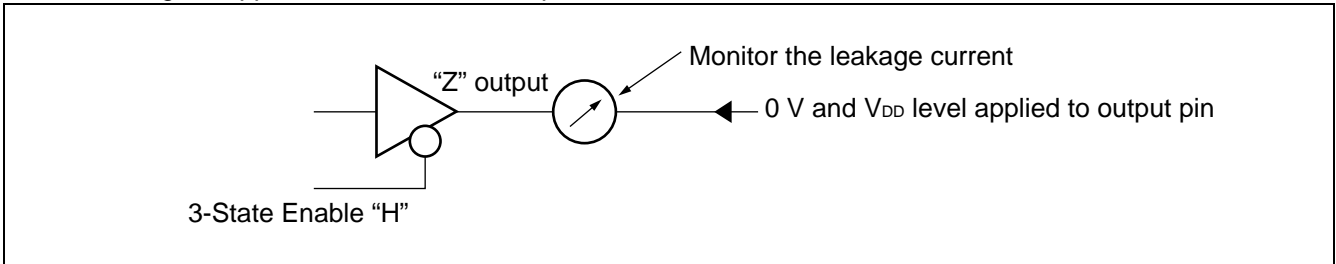 Monitor the leakage current
“Z” output
0 V and VDD level applied to output pin
3-State Enable “H”